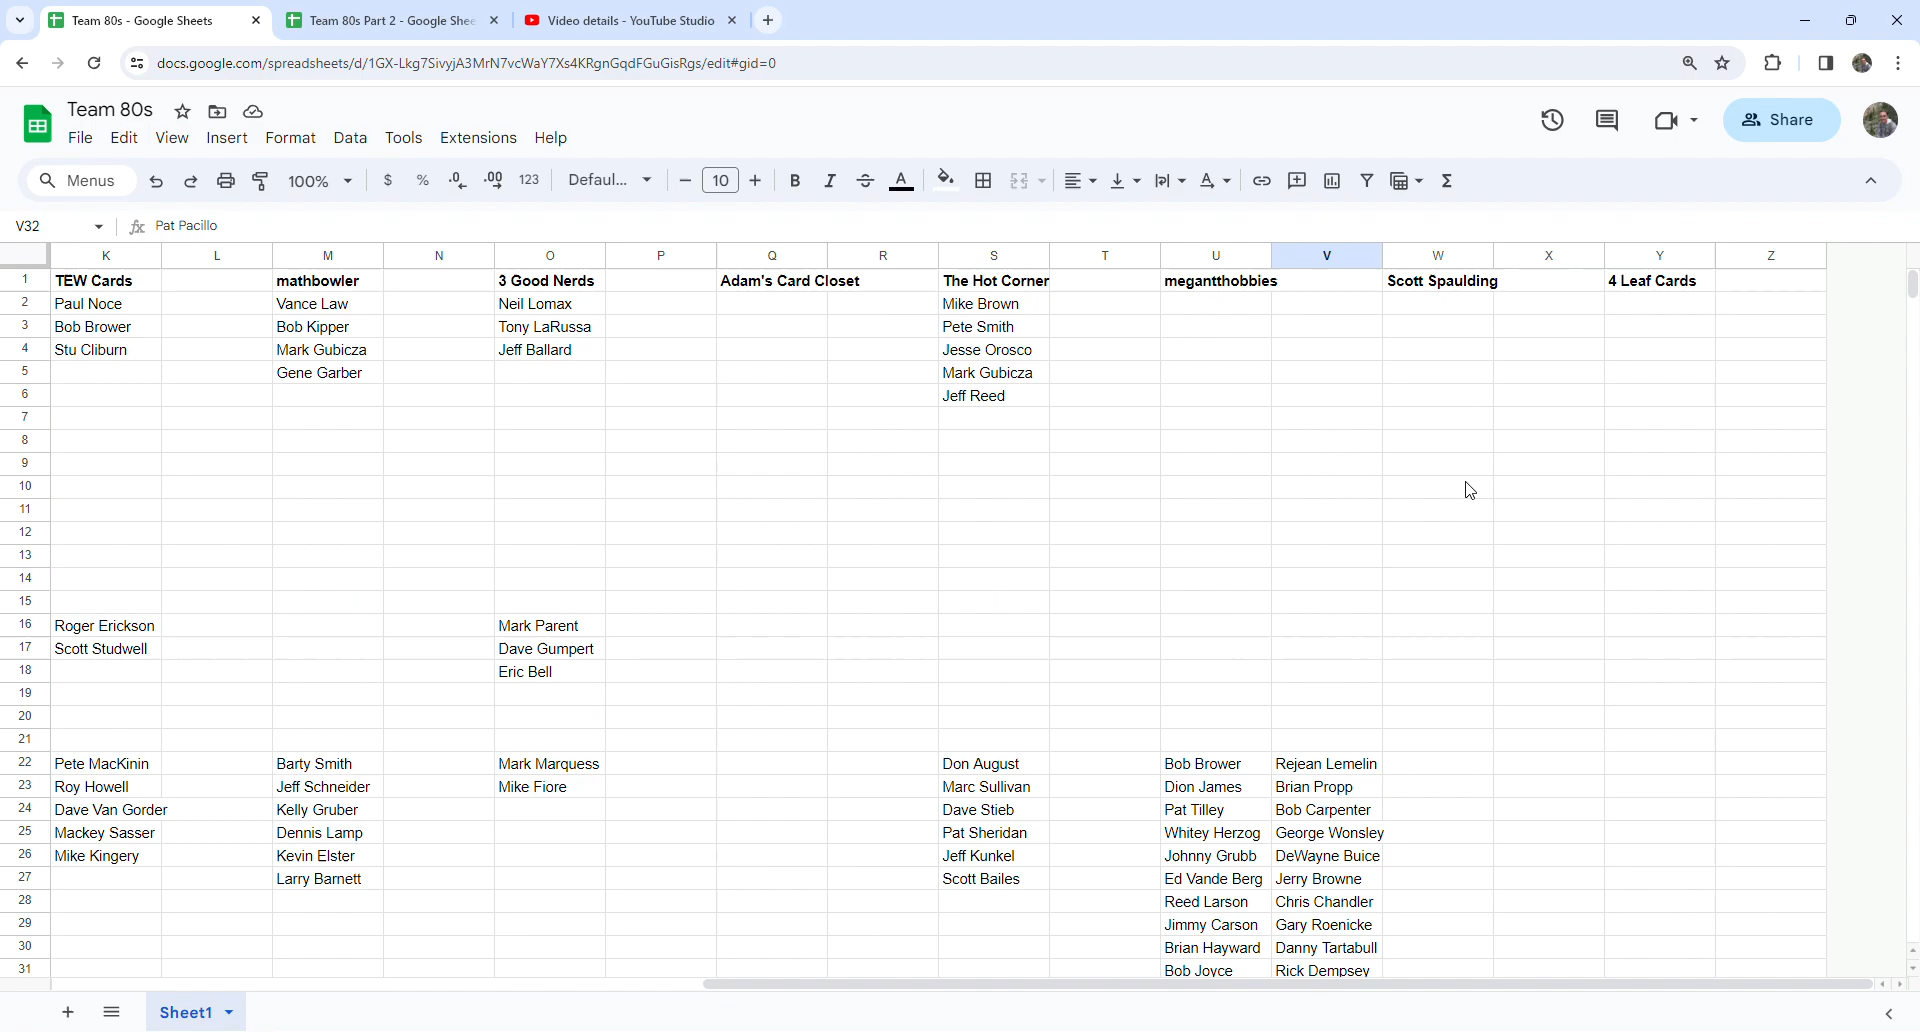 Team 80s - Google Sheets
Team 80s Part 2 - Google She
Video details - YouTube Studio
docs.google.com/spreadsheets/d/1GX-Lkg7SivyjA3MrN7vcWaY7Xs4KRgnGqdFGuGisRgs/edit#gid=0
Team 80s
File Edit View Insert Format Data Tools Extensions Help
Share
Menus 100% $ % .0 .00 123 Defaul... 10 B I A
V32 fx Pat Pacillo
K L M N O P Q R S T U V W X Y Z
1 TEW Cards mathbowler 3 Good Nerds Adam's Card Closet The Hot Corner megantthobbies Scott Spaulding 4 Leaf Cards
2 Paul Noce Vance Law Neil Lomax Mike Brown
3 Bob Brower Bob Kipper Tony LaRussa Pete Smith
4 Stu Cliburn Mark Gubicza Jeff Ballard Jesse Orosco
5 Gene Garber Mark Gubicza
6 Jeff Reed
7
8
9
10
11
12
13
14
15
16 Roger Erickson Mark Parent
17 Scott Studwell Dave Gumpert
18 Eric Bell
19
20
21
22 Pete MacKinin Barty Smith Mark Marquess Don August Bob Brower Rejean Lemelin
23 Roy Howell Jeff Schneider Mike Fiore Marc Sullivan Dion James Brian Propp
24 Dave Van Gorder Kelly Gruber Dave Stieb Pat Tilley Bob Carpenter
25 Mackey Sasser Dennis Lamp Pat Sheridan Whitey Herzog George Wonsley
26 Mike Kingery Kevin Elster Jeff Kunkel Johnny Grubb DeWayne Buice
27 Larry Barnett Scott Bailes Ed Vande Berg Jerry Browne
28 Reed Larson Chris Chandler
29 Jimmy Carson Gary Roenicke
30 Brian Hayward Danny Tartabull
31 Bob Joyce Rick Dempsey
Sheet1